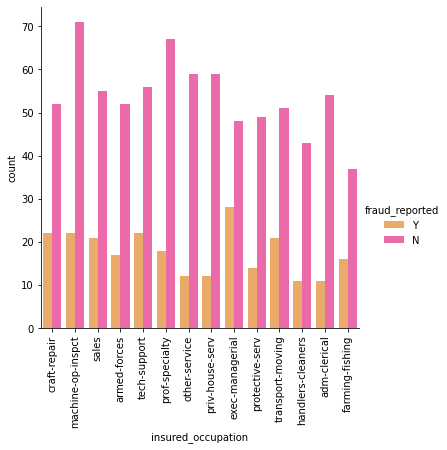 70
60
50
40
30
20
10
0
count
craft-repair
machine-op-inspct
sales
armed-forces
tech-support
prof-specialty
other-service
priv-house-serv
exec-managerial
protective-serv
transport-moving
handlers-cleaners
adm-clerical
farming-fishing
insured_occupation
fraud_reported
Y
N